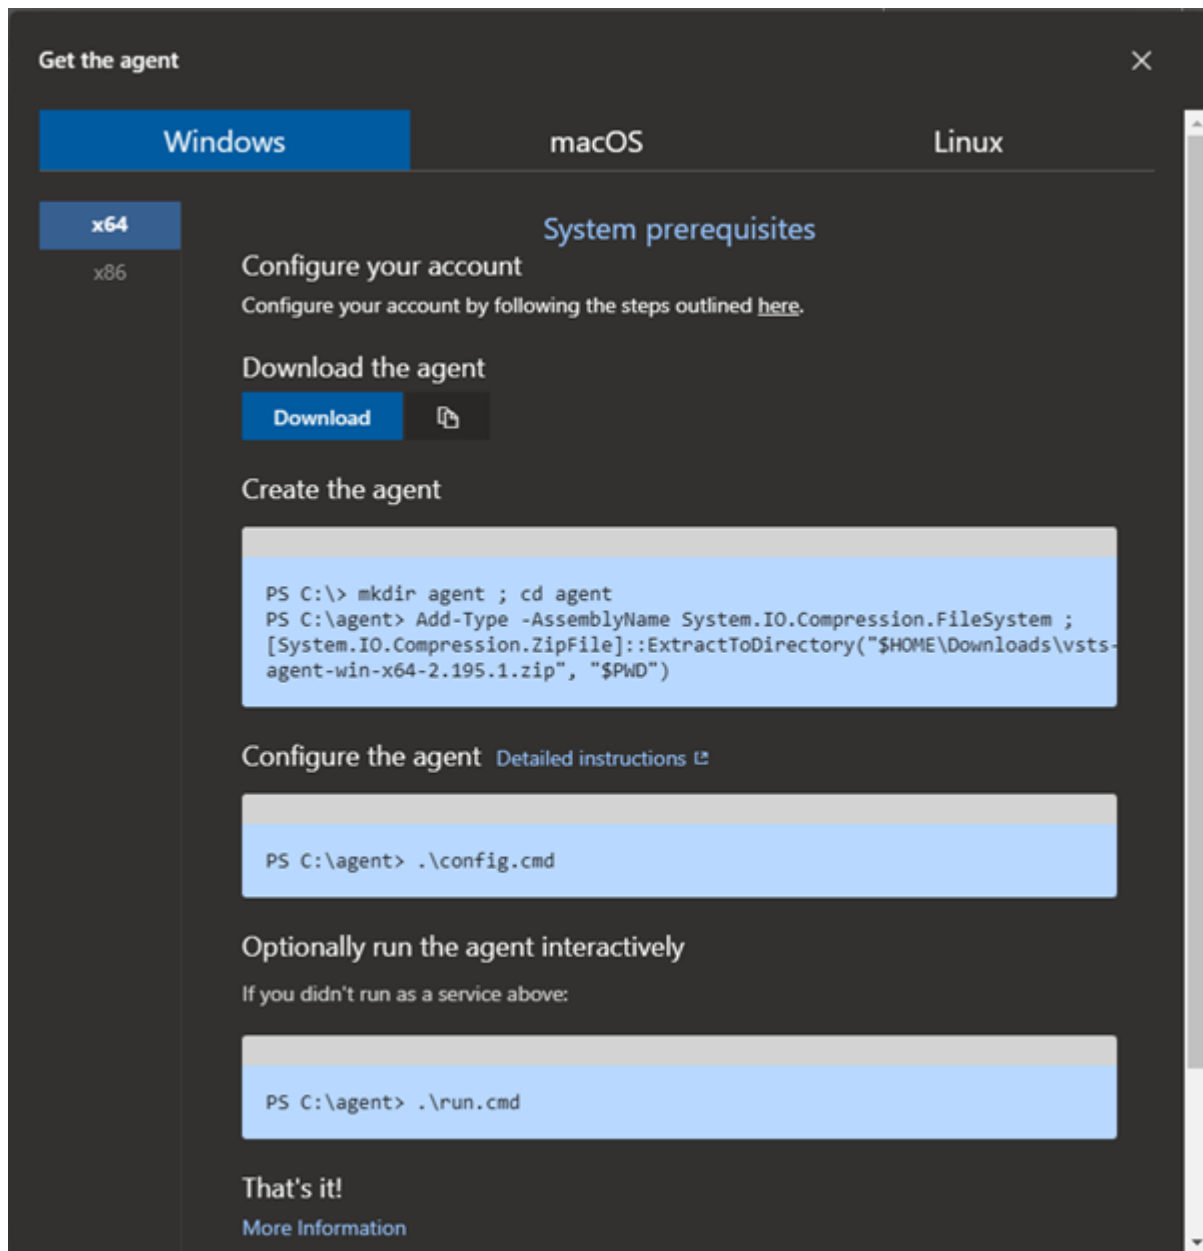 Get the agent
Windows
macOS
Linux
x64
x86
System prerequisites
Configure your account
Configure your account by following the steps outlined here.
Download the agent
Download
Create the agent
PS C:\> mkdir agent ; cd agent
PS C:\agent> Add-Type -AssemblyName System.IO.Compression.FileSystem ;
[System.IO.Compression.ZipFile]::ExtractToDirectory("$HOME\Downloads\vsts-
agent-win-x64-2.195.1.zip", "$PWD")
Configure the agent Detailed instructions
PS C:\agent> .\config.cmd
Optionally run the agent interactively
If you didn't run as a service above:
PS C:\agent> .\run.cmd
That's it!
More Information